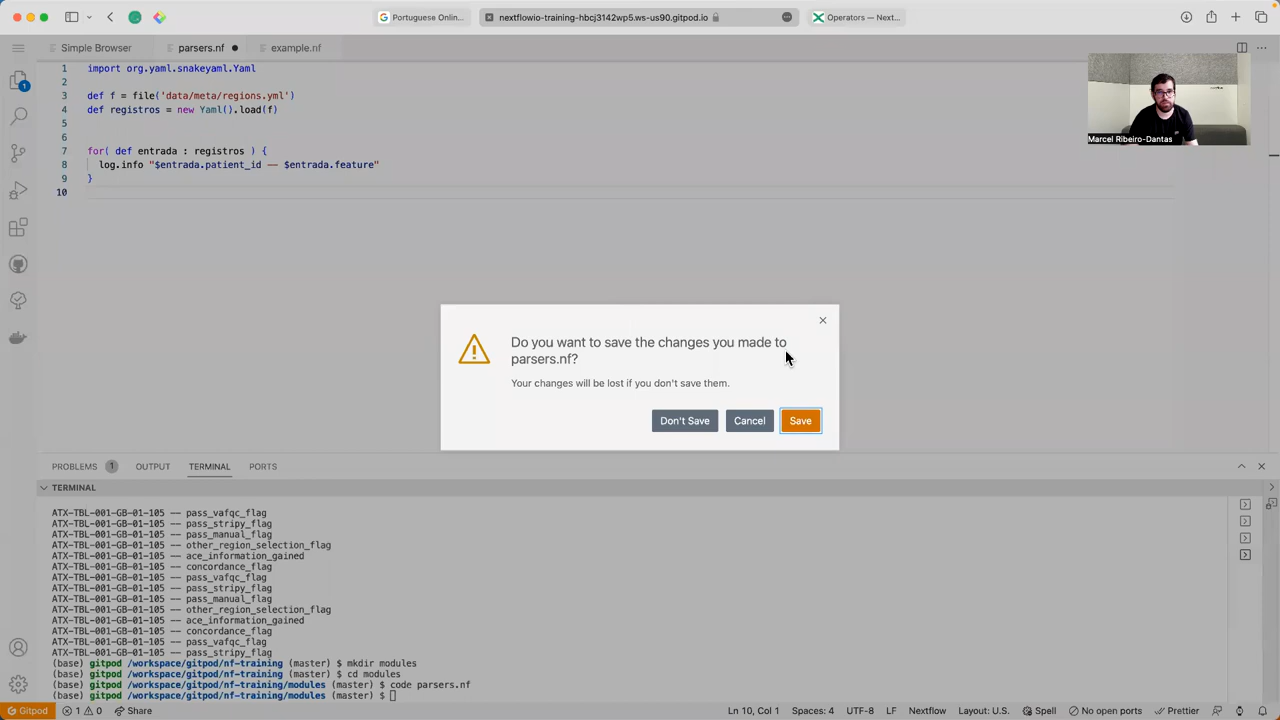 Portuguese Onlin...
nextflowio-training-hbcj3142wp5.ws-us90.gitpod.io
Operators — Next...
Simple Browser
parsers.nf
example.nf
1 import org.yaml.snakeyaml.Yaml
2
3 def f = file('data/meta/regions.yml')
4 def registros = new Yaml().load(f)
5
6
7 for( def entrada : registros ) {
8 log.info "$entrada.patient_id -- $entrada.feature"
9 }
10
Marcel Ribeiro-Dantas
1
Do you want to save the changes you made to
parsers.nf?
Your changes will be lost if you don't save them.
Don't Save
Cancel
Save
PROBLEMS 1 OUTPUT TERMINAL PORTS
TERMINAL
ATX-TBL-001-GB-01-105 -- pass_vafqc_flag
ATX-TBL-001-GB-01-105 -- pass_stripy_flag
ATX-TBL-001-GB-01-105 -- pass_manual_flag
ATX-TBL-001-GB-01-105 -- other_region_selection_flag
ATX-TBL-001-GB-01-105 -- ace_information_gained
ATX-TBL-001-GB-01-105 -- concordance_flag
ATX-TBL-001-GB-01-105 -- pass_vafqc_flag
ATX-TBL-001-GB-01-105 -- pass_stripy_flag
ATX-TBL-001-GB-01-105 -- pass_manual_flag
ATX-TBL-001-GB-01-105 -- other_region_selection_flag
ATX-TBL-001-GB-01-105 -- ace_information_gained
ATX-TBL-001-GB-01-105 -- concordance_flag
ATX-TBL-001-GB-01-105 -- pass_vafqc_flag
ATX-TBL-001-GB-01-105 -- pass_stripy_flag
(base) gitpod /workspace/gitpod/nf-training (master) $ mkdir modules
(base) gitpod /workspace/gitpod/nf-training (master) $ cd modules
(base) gitpod /workspace/gitpod/nf-training/modules (master) $ code parsers.nf
(base) gitpod /workspace/gitpod/nf-training/modules (master) $
Gitpod 1 0 Share Ln 10, Col 1 Spaces: 4 UTF-8 LF Nextflow Layout: U.S. Spell No open ports Prettier